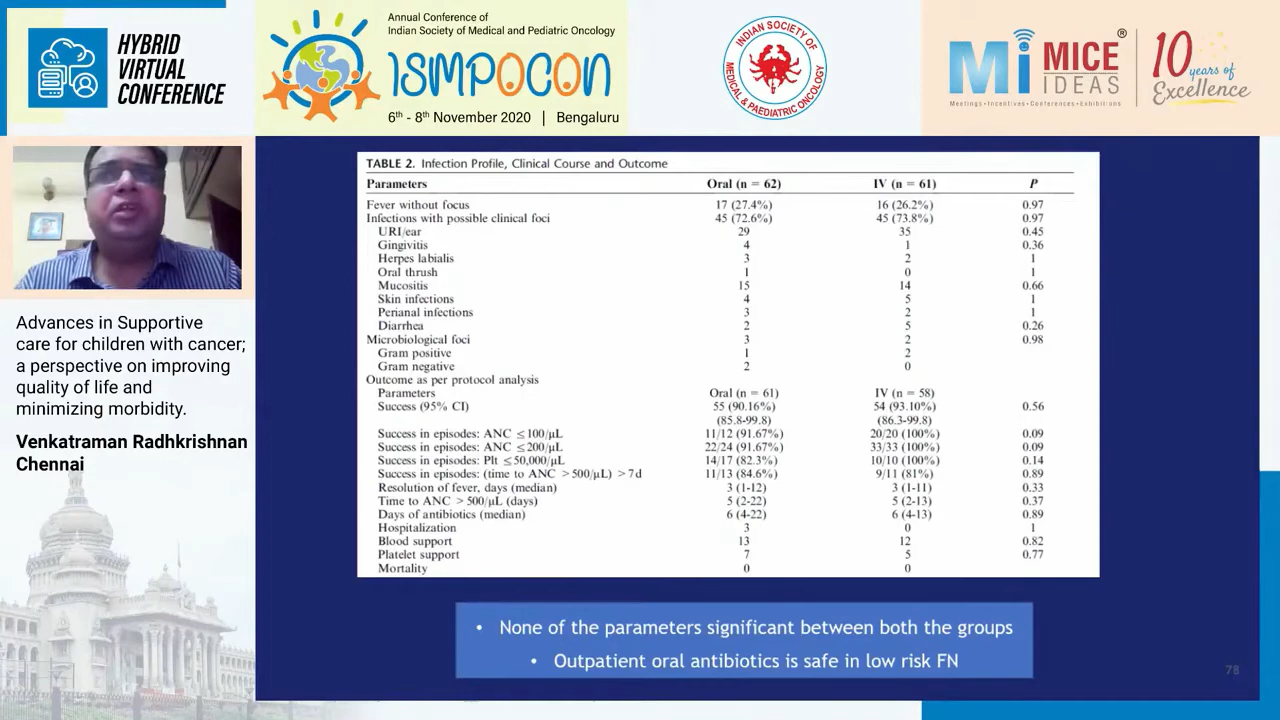 HYBRID
VIRTUAL
CONFERENCE
Annual Conference of
Indian Society of Medical and Pediatric Oncology
ISMPOCON
6th - 8th November 2020 | Bengaluru
INDIAN SOCIETY OF
MEDICAL & PAEDIATRIC ONCOLOGY
Mi MICE IDEAS ®
Meetings • Incentives • Conferences • Exhibitions
10 years of Excellence
Advances in Supportive
care for children with cancer;
a perspective on improving
quality of life and
minimizing morbidity.
Venkatraman Radhkrishnan
Chennai
TABLE 2. Infection Profile, Clinical Course and Outcome
Parameters Oral (n = 62) IV (n = 61) P
Fever without focus 17 (27.4%) 16 (26.2%) 0.97
Infections with possible clinical foci 45 (72.6%) 45 (73.8%) 0.97
URI/ear 29 35 0.45
Gingivitis 4 1 0.36
Herpes labialis 3 2 1
Oral thrush 1 0 1
Mucositis 15 14 0.66
Skin infections 4 5 1
Perianal infections 3 2 1
Diarrhea 2 5 0.26
Microbiological foci 3 2 0.98
Gram positive 1 2
Gram negative 2 0
Outcome as per protocol analysis
Parameters Oral (n = 61) IV (n = 58)
Success (95% CI) 55 (90.16%) 54 (93.10%) 0.56
(85.8-99.8) (86.3-99.8)
Success in episodes: ANC ≤100/μL 11/12 (91.67%) 20/20 (100%) 0.09
Success in episodes: ANC ≤200/μL 22/24 (91.67%) 33/33 (100%) 0.09
Success in episodes: Plt ≤50,000/μL 14/17 (82.3%) 10/10 (100%) 0.14
Success in episodes: (time to ANC >500/μL) >7 d 11/13 (84.6%) 9/11 (81%) 0.89
Resolution of fever, days (median) 3 (1-12) 3 (1-11) 0.33
Time to ANC >500/μL (days) 5 (2-22) 5 (2-13) 0.37
Days of antibiotics (median) 6 (4-22) 6 (4-13) 0.89
Hospitalization 3 0 1
Blood support 13 12 0.82
Platelet support 7 5 0.77
Mortality 0 0
• None of the parameters significant between both the groups
• Outpatient oral antibiotics is safe in low risk FN
78